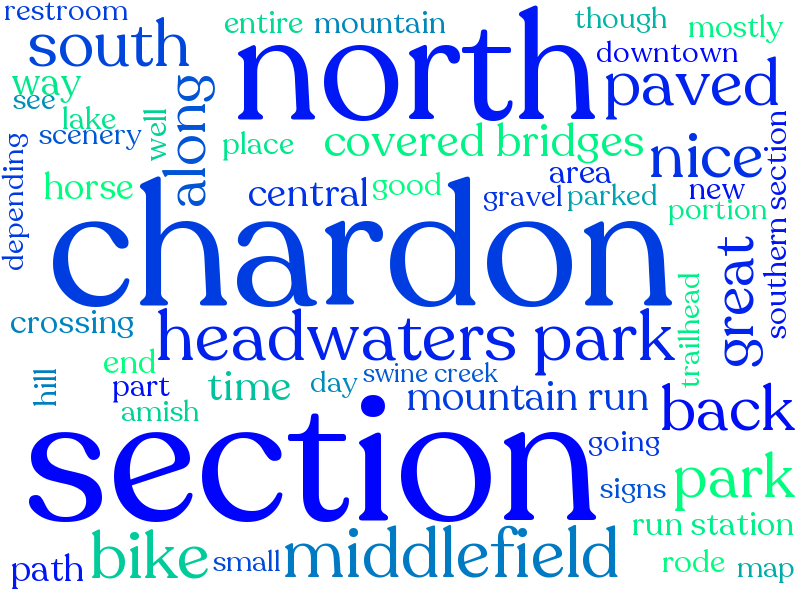 restroom
entire
mountain
though
mostly
south
north
downtown
way
along
paved
see
lake
well
scenery
place
covered bridges
nice
depending
horse
central
good
area
gravel
parked
new
portion
southern section
chardon
great
crossing
headwaters park
trailhead
end
hill
part
time
day
swine creek
mountain run
back
amish
section
going
signs
park
run station
path
bike
small
middlefield
rode
map